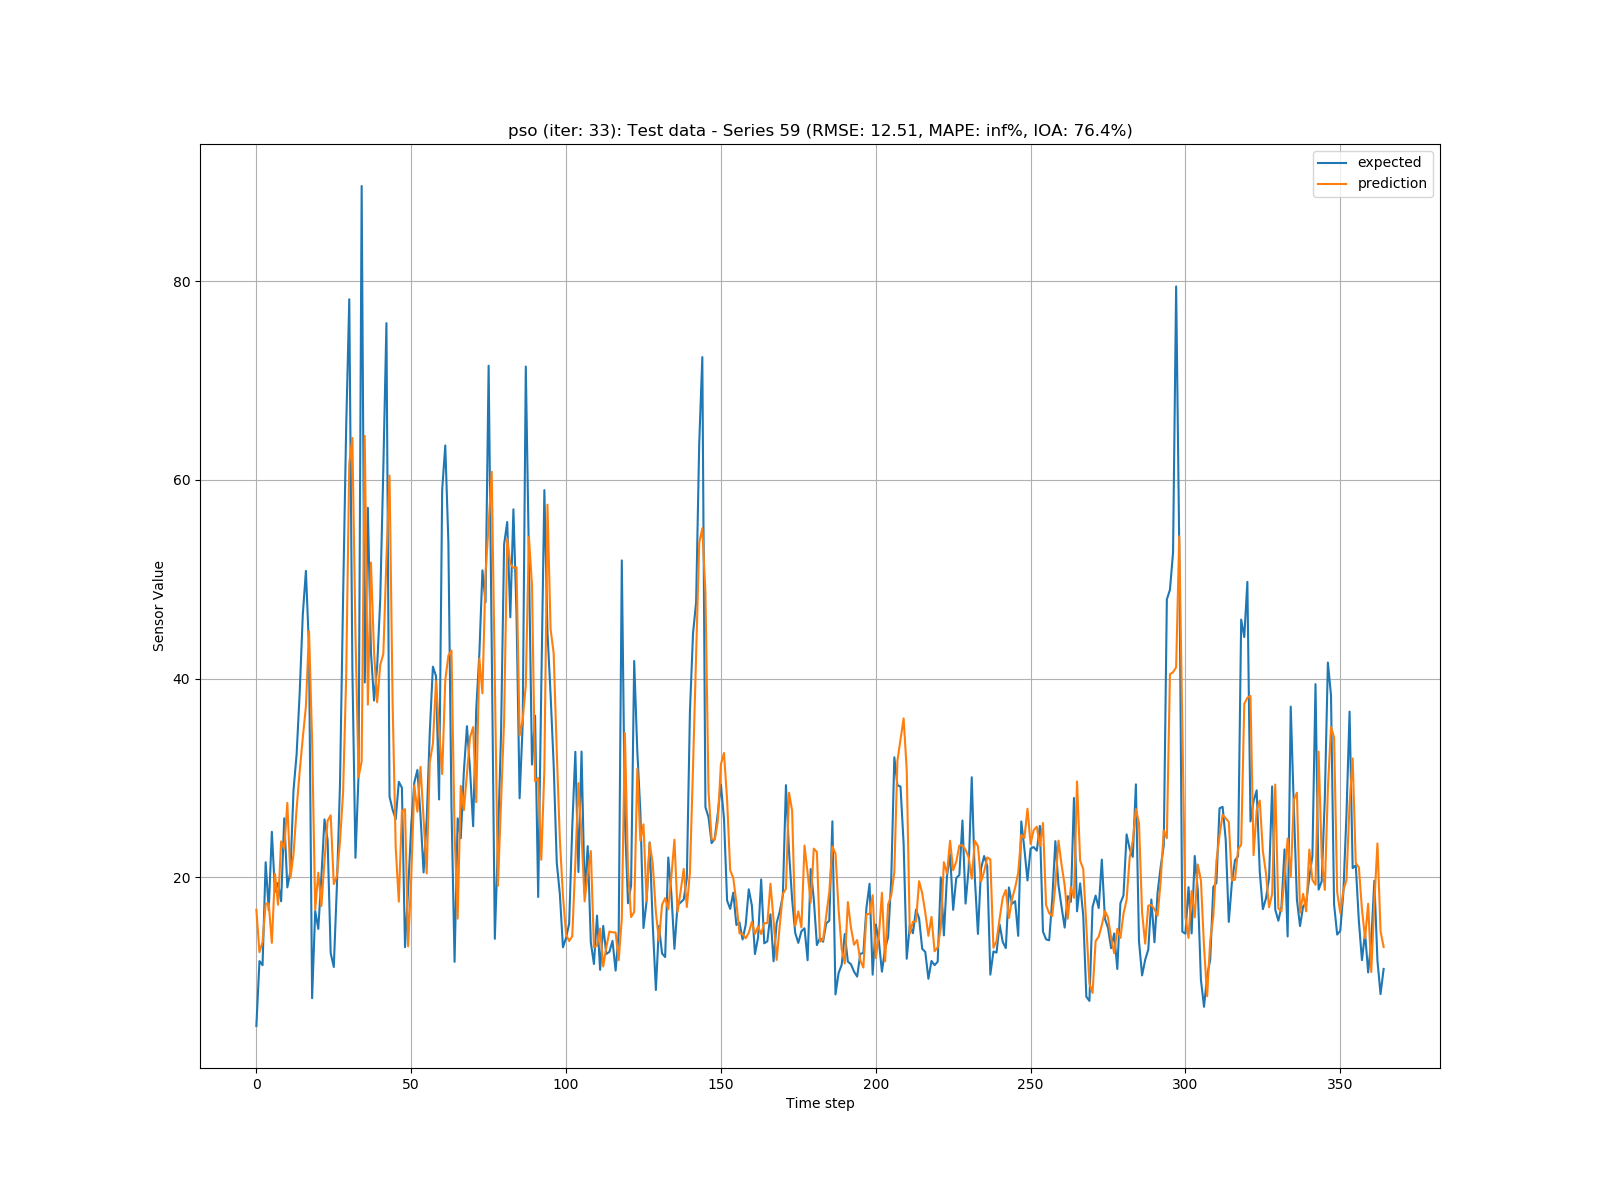 pso (iter: 33): Test data - Series 59 (RMSE: 12.51, MAPE: inf%, IOA: 76.4%)
expected
prediction
80
60
40
20
Sensor Value
0 50 100 150 200 250 300 350
Time step